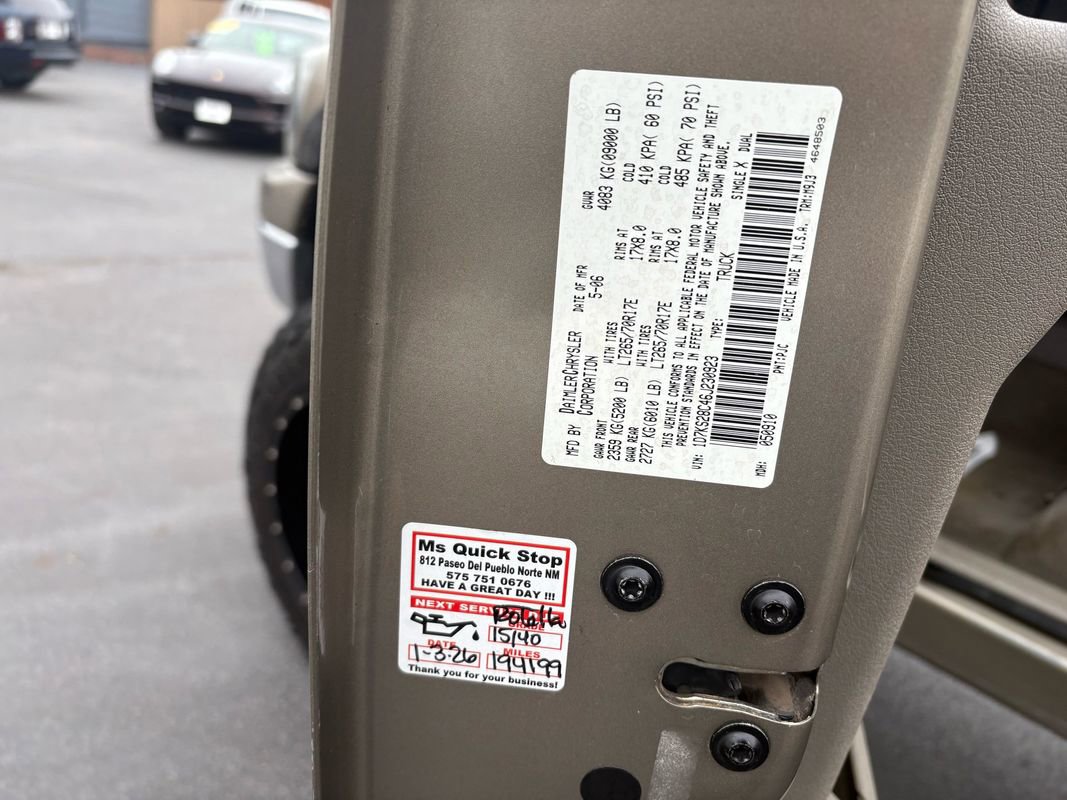 MFD BY DAIMLERCHRYSLER CORPORATION DATE OF MFR 5-06 GVWR 4083 KG(09000 LB)
GAWR FRONT WITH TIRES RIMS AT COLD
2359 KG(5200 LB) LT265/70R17E 17X8.0 410 KPA( 60 PSI)
GAWR REAR WITH TIRES RIMS AT COLD
2727 KG(6010 LB) LT265/70R17E 17X8.0 485 KPA( 70 PSI)
THIS VEHICLE CONFORMS TO ALL APPLICABLE FEDERAL MOTOR VEHICLE SAFETY AND THEFT
PREVENTION STANDARDS IN EFFECT ON THE DATE OF MANUFACTURE SHOWN ABOVE.
VIN: 1D7KS28C46J230923 TYPE: TRUCK SINGLE X DUAL
MDH: 050910 PNT:PJC VEHICLE MADE IN U.S.A. TRM:M9J3 4648503
Ms Quick Stop
812 Paseo Del Pueblo Norte NM
575 751 0676
HAVE A GREAT DAY !!!
NEXT
15/40
DATE MILES
1-3-26 194199
Thank you for your business!